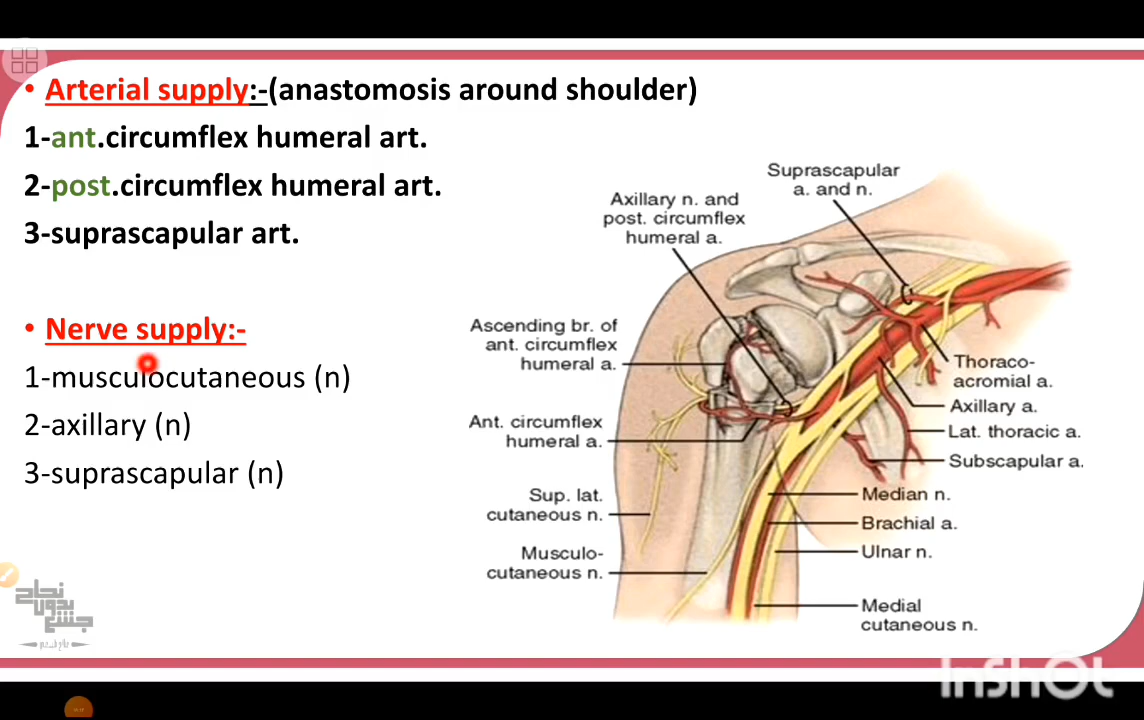 • Arterial supply:-(anastomosis around shoulder)
1-ant.circumflex humeral art.
2-post.circumflex humeral art.
3-suprascapular art.
• Nerve supply:-
1-musculocutaneous (n)
2-axillary (n)
3-suprascapular (n)
Suprascapular
a. and n.
Axillary n. and
post. circumflex
humeral a.
Ascending br. of
ant. circumflex
humeral a.
Ant. circumflex
humeral a.
Sup. lat.
cutaneous n.
Musculo-
cutaneous n.
Thoraco-
acromial a.
Axillary a.
Lat. thoracic a.
Subscapular a.
Median n.
Brachial a.
Ulnar n.
Medial
cutaneous n.
نجاح
بدون
جشع
InShOt